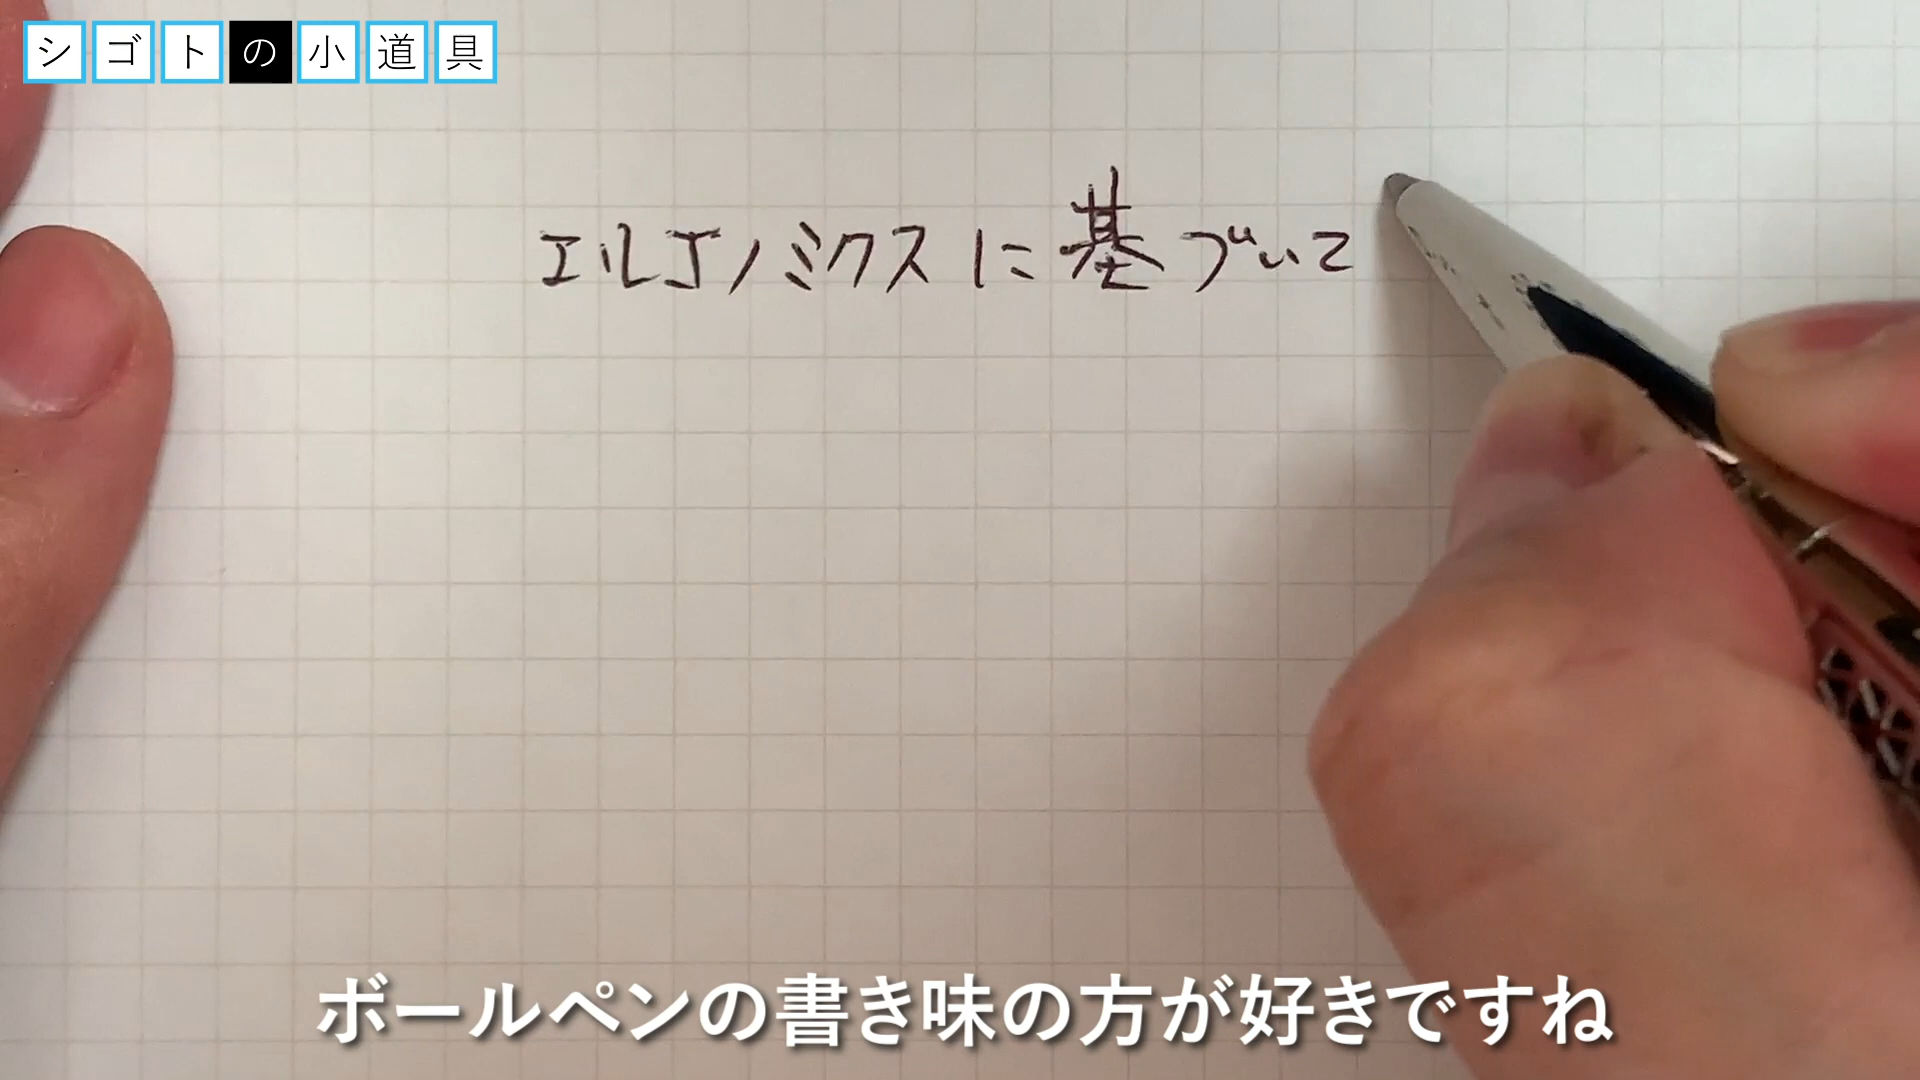 シゴトの小道具
エルゴノミクスに基づいて
ボールペンの書き味の方が好きですね